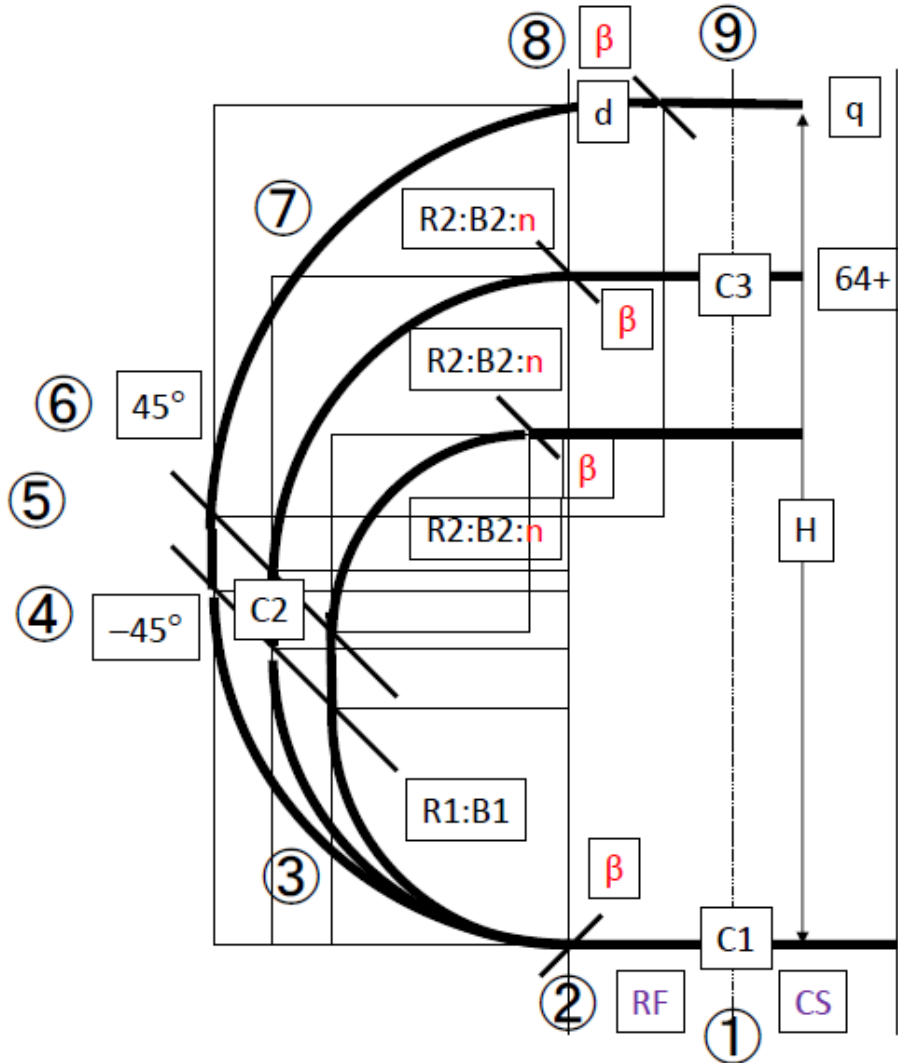 ⑧
β
⑨
d
q
⑦
R2:B2:n
C3
64+
β
R2:B2:n
⑥
45°
β
⑤
R2:B2:n
H
④
−45°
C2
R1:B1
③
β
C1
②
RF
①
CS